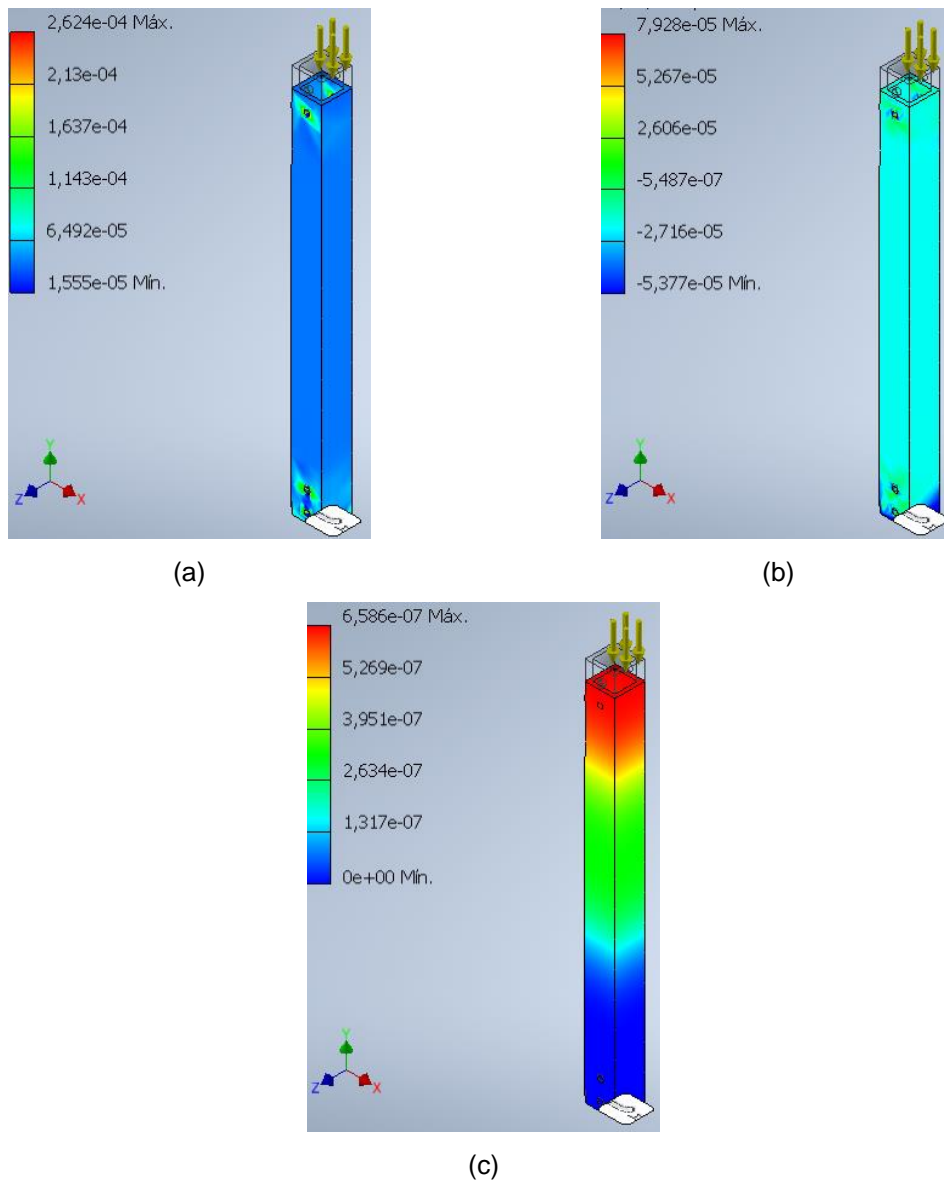 2,624e-04 Máx.
2,13e-04
1,637e-04
1,143e-04
6,492e-05
1,555e-05 Mín.
Y
Z
X
(a)
7,928e-05 Máx.
5,267e-05
2,606e-05
-5,487e-07
-2,716e-05
-5,377e-05 Mín.
Y
Z
X
(b)
6,586e-07 Máx.
5,269e-07
3,951e-07
2,634e-07
1,317e-07
0e+00 Mín.
Y
Z
X
(c)